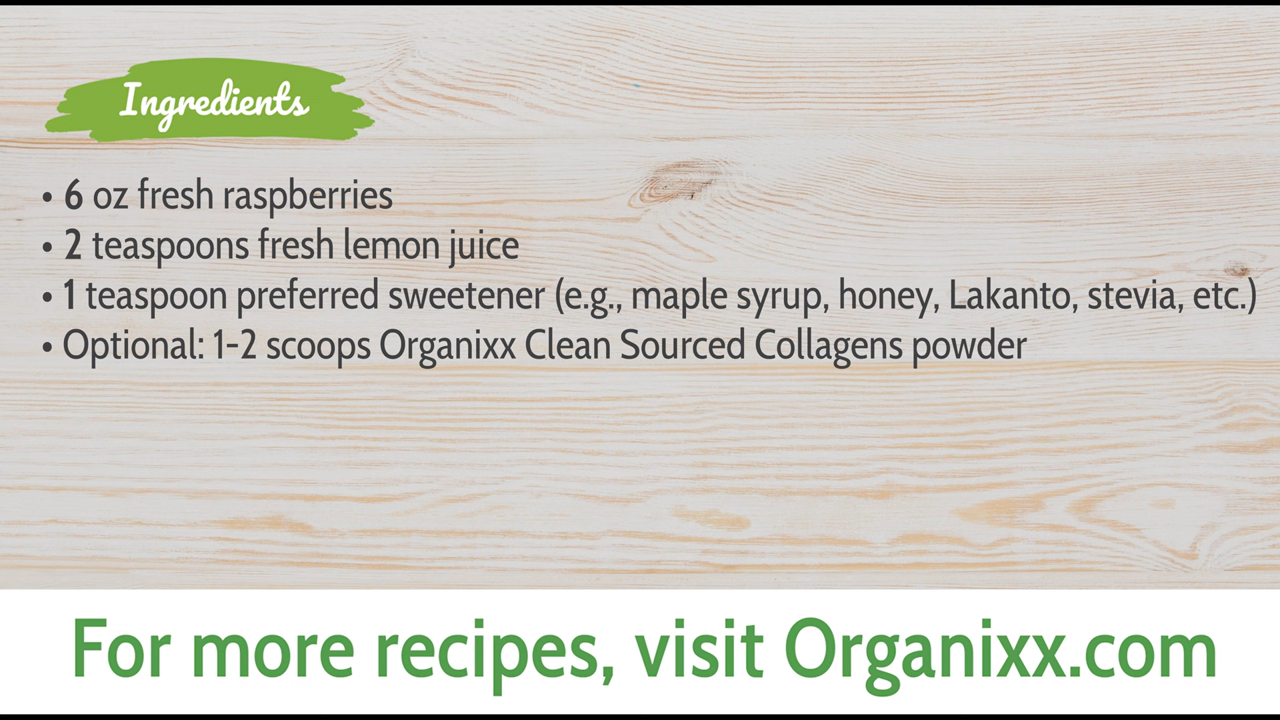 Ingredients
• 6 oz fresh raspberries
• 2 teaspoons fresh lemon juice
• 1 teaspoon preferred sweetener (e.g., maple syrup, honey, Lakanto, stevia, etc.)
• Optional: 1-2 scoops Organixx Clean Sourced Collagens powder
For more recipes, visit Organixx.com